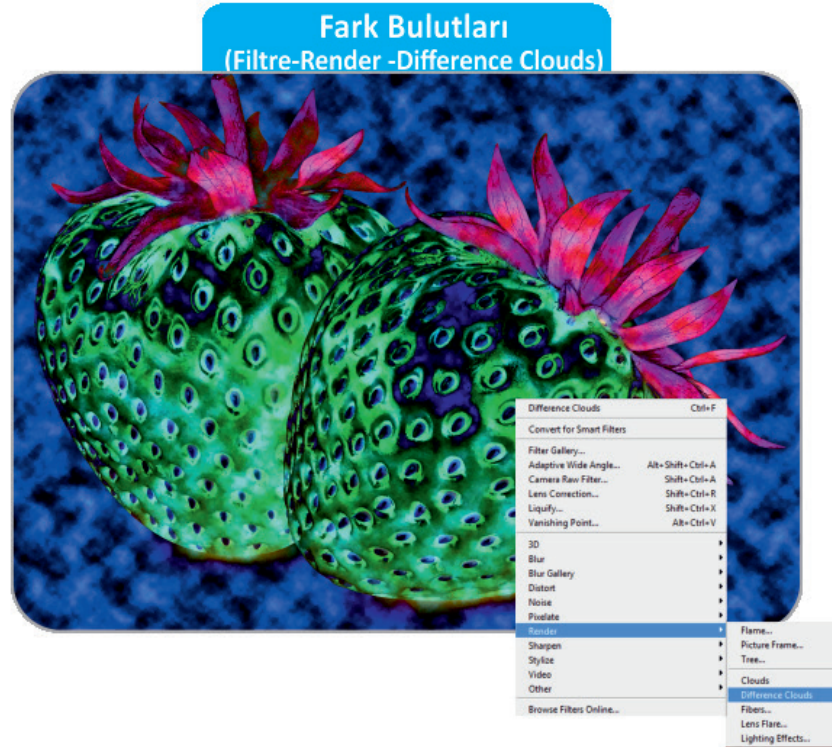 Fark Bulutları
(Filtre-Render -Difference Clouds)
Difference Clouds Ctrl+F
Convert for Smart Filters
Filter Gallery...
Adaptive Wide Angle... Alt+Shift+Ctrl+A
Camera Raw Filter... Shift+Ctrl+A
Lens Correction... Shift+Ctrl+R
Liquify... Shift+Ctrl+X
Vanishing Point... Alt+Ctrl+V
3D
Blur
Blur Gallery
Distort
Noise
Pixelate
Render
Sharpen
Stylize
Video
Other
Browse Filters Online...
Flame...
Picture Frame...
Tree...
Clouds
Difference Clouds
Fibers...
Lens Flare...
Lighting Effects...